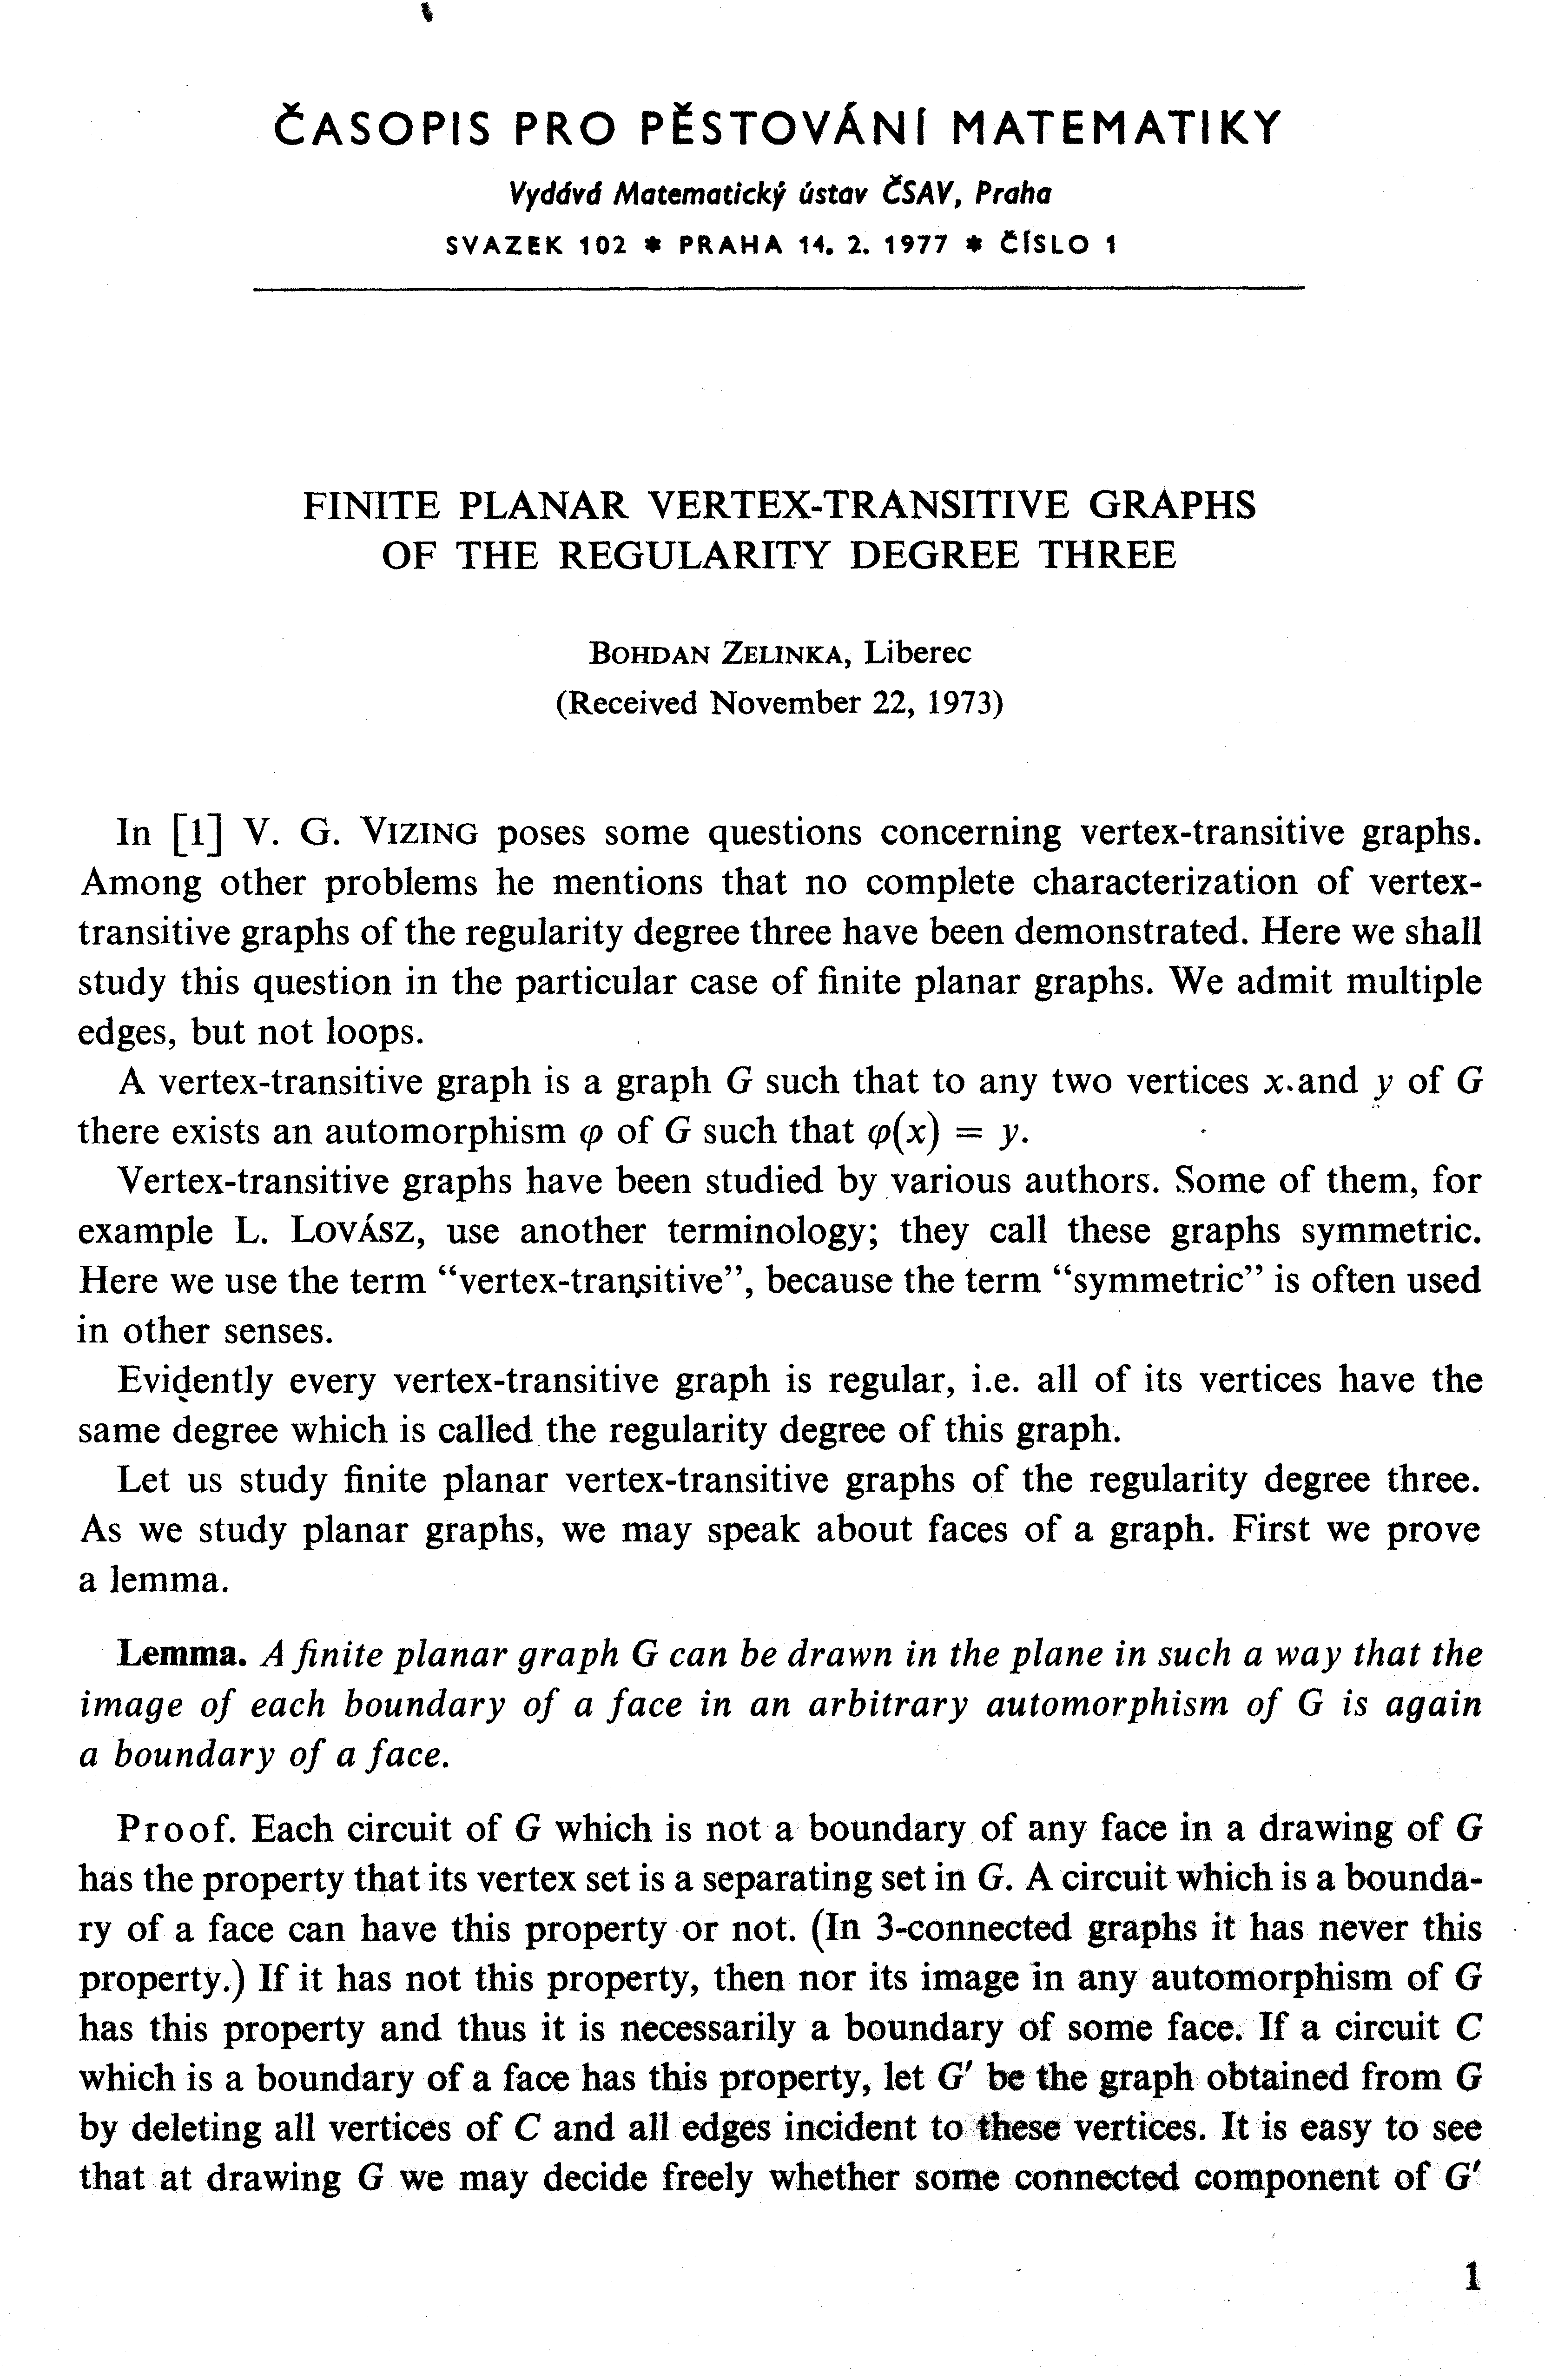 ČASOPIS PRO PĚSTOVÁNÍ MATEMATIKY
Vydává Matematický ústav ČSAV, Praha
SVAZEK 102 * PRAHA 14. 2. 1977 * ČÍSLO 1
FINITE PLANAR VERTEX-TRANSITIVE GRAPHS
OF THE REGULARITY DEGREE THREE
BOHDAN ZELINKA, Liberec
(Received November 22, 1973)
In [1] V. G. VIZING poses some questions concerning vertex-transitive graphs.
Among other problems he mentions that no complete characterization of vertex-
transitive graphs of the regularity degree three have been demonstrated. Here we shall
study this question in the particular case of finite planar graphs. We admit multiple
edges, but not loops.
A vertex-transitive graph is a graph G such that to any two vertices x and y of G
there exists an automorphism φ of G such that φ(x) = y.
Vertex-transitive graphs have been studied by various authors. Some of them, for
example L. LOVÁSZ, use another terminology; they call these graphs symmetric.
Here we use the term “vertex-transitive”, because the term “symmetric” is often used
in other senses.
Evidently every vertex-transitive graph is regular, i.e. all of its vertices have the
same degree which is called the regularity degree of this graph.
Let us study finite planar vertex-transitive graphs of the regularity degree three.
As we study planar graphs, we may speak about faces of a graph. First we prove
a lemma.
Lemma. A finite planar graph G can be drawn in the plane in such a way that the
image of each boundary of a face in an arbitrary automorphism of G is again
a boundary of a face.
Proof. Each circuit of G which is not a boundary of any face in a drawing of G
has the property that its vertex set is a separating set in G. A circuit which is a bounda-
ry of a face can have this property or not. (In 3-connected graphs it has never this
property.) If it has not this property, then nor its image in any automorphism of G
has this property and thus it is necessarily a boundary of some face. If a circuit C
which is a boundary of a face has this property, let G′ be the graph obtained from G
by deleting all vertices of C and all edges incident to these vertices. It is easy to see
that at drawing G we may decide freely whether some connected component of G′
1